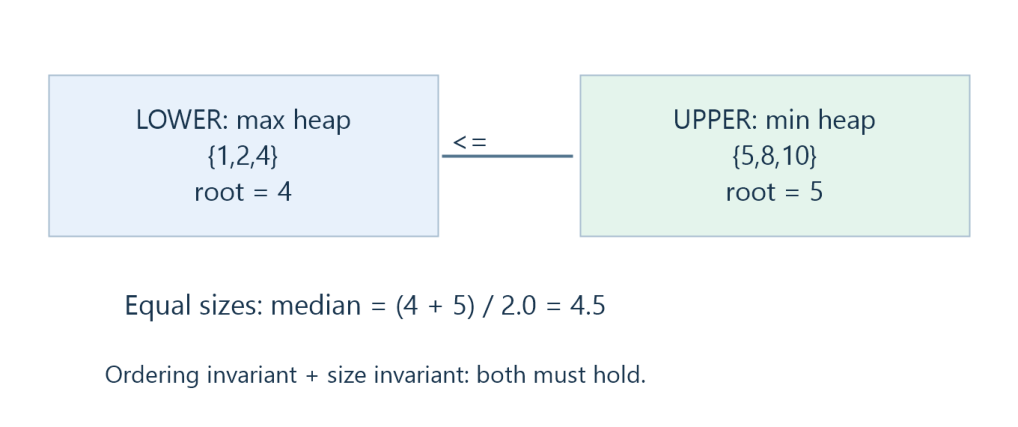 LOWER: max heap
{1,2,4}
root = 4
<=
UPPER: min heap
{5,8,10}
root = 5
Equal sizes: median = (4 + 5) / 2.0 = 4.5
Ordering invariant + size invariant: both must hold.